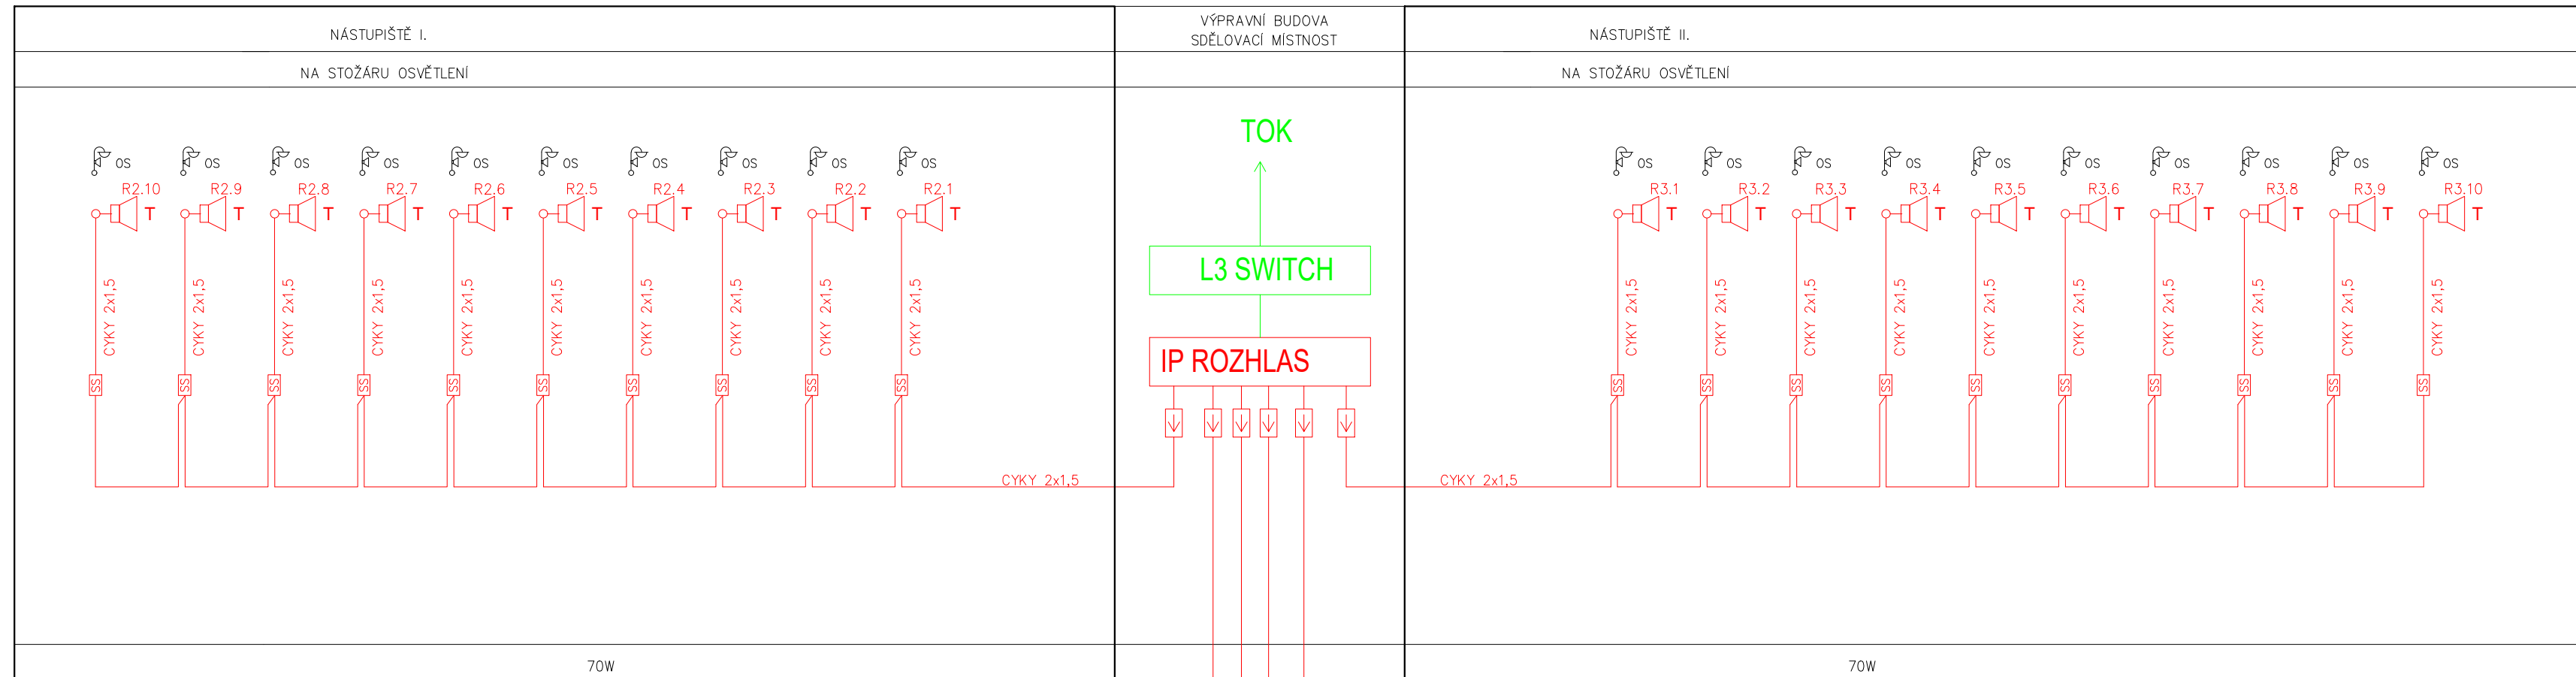 NÁSTUPIŠTĚ I.
VÝPRAVNÍ BUDOVA
SDĚLOVACÍ MÍSTNOST
NÁSTUPIŠTĚ II.
NA STOŽÁRU OSVĚTLENÍ
NA STOŽÁRU OSVĚTLENÍ
TOK
OS OS OS OS OS OS OS OS OS OS
OS OS OS OS OS OS OS OS OS OS
R2.10 R2.9 R2.8 R2.7 R2.6 R2.5 R2.4 R2.3 R2.2 R2.1
R3.1 R3.2 R3.3 R3.4 R3.5 R3.6 R3.7 R3.8 R3.9 R3.10
T T T T T T T T T T
T T T T T T T T T T
L3 SWITCH
CYKY 2x1,5 CYKY 2x1,5 CYKY 2x1,5 CYKY 2x1,5 CYKY 2x1,5 CYKY 2x1,5 CYKY 2x1,5 CYKY 2x1,5 CYKY 2x1,5 CYKY 2x1,5
CYKY 2x1,5 CYKY 2x1,5 CYKY 2x1,5 CYKY 2x1,5 CYKY 2x1,5 CYKY 2x1,5 CYKY 2x1,5 CYKY 2x1,5 CYKY 2x1,5 CYKY 2x1,5
IP ROZHLAS
SS SS SS SS SS SS SS SS SS SS
SS SS SS SS SS SS SS SS SS SS
CYKY 2x1,5
CYKY 2x1,5
70W
70W